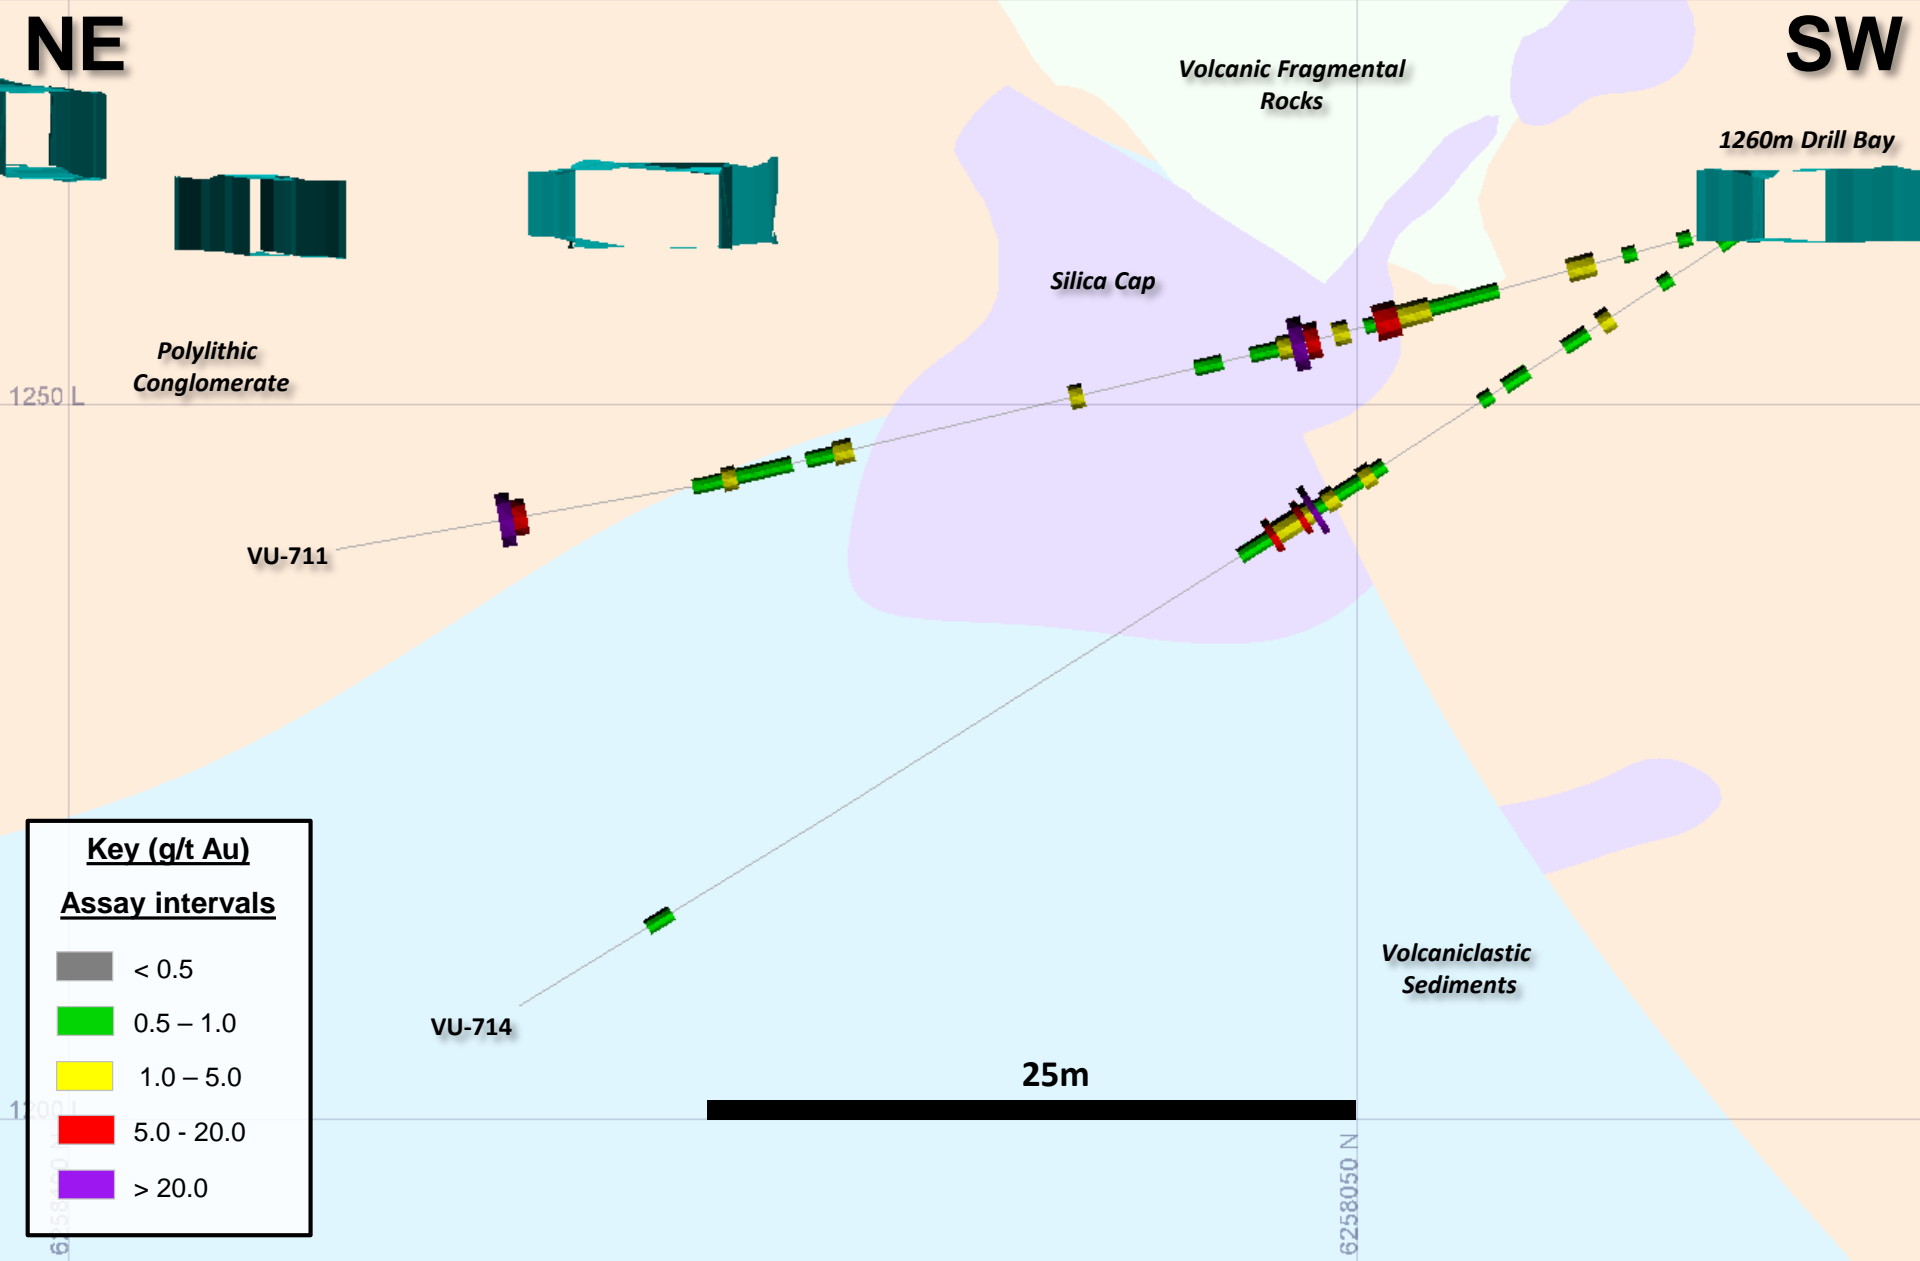 NE
SW
Volcanic Fragmental
Rocks
1260m Drill Bay
Silica Cap
Polylithic
Conglomerate
1250 L
VU-711
VU-714
Volcaniclastic
Sediments
25m
1200 L
6258050 N
Key (g/t Au)
Assay intervals
< 0.5
0.5 – 1.0
1.0 – 5.0
5.0 - 20.0
> 20.0